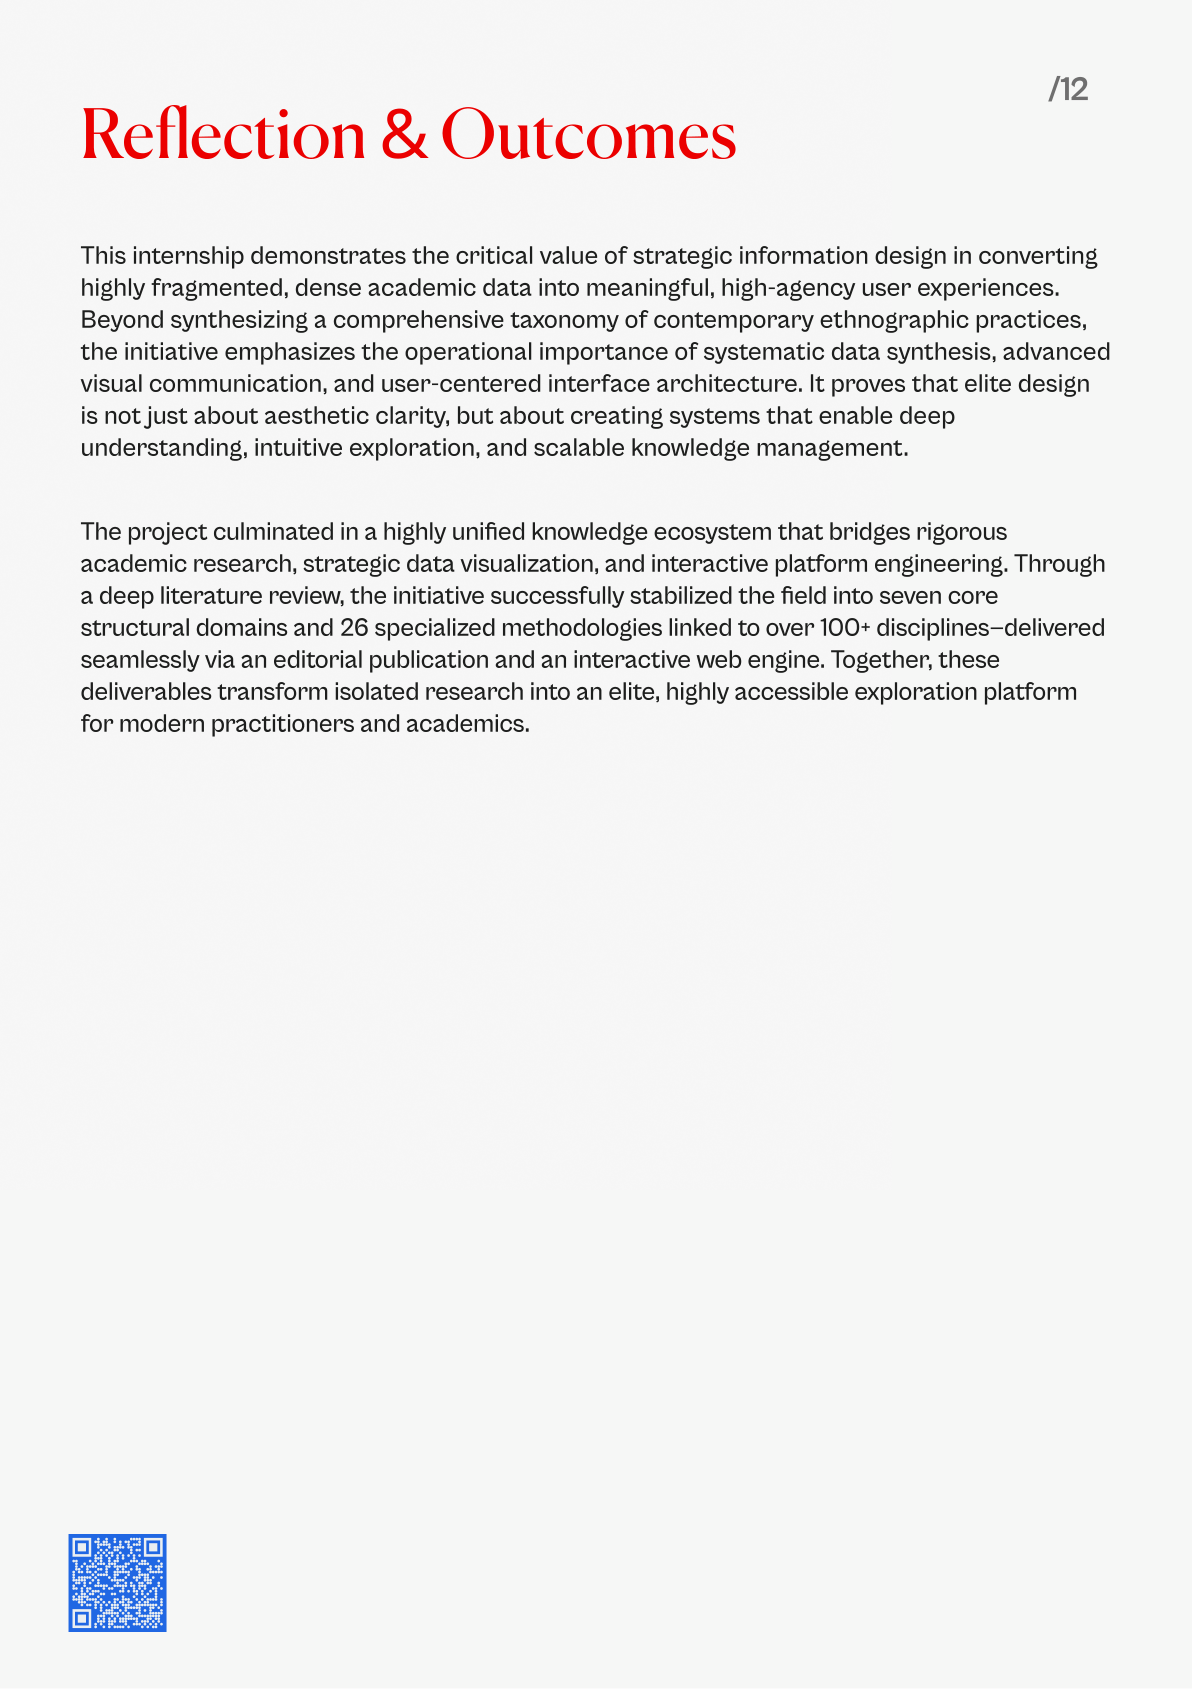 /12
Reflection & Outcomes
This internship demonstrates the critical value of strategic information design in converting
highly fragmented, dense academic data into meaningful, high-agency user experiences.
Beyond synthesizing a comprehensive taxonomy of contemporary ethnographic practices,
the initiative emphasizes the operational importance of systematic data synthesis, advanced
visual communication, and user-centered interface architecture. It proves that elite design
is not just about aesthetic clarity, but about creating systems that enable deep
understanding, intuitive exploration, and scalable knowledge management.
The project culminated in a highly unified knowledge ecosystem that bridges rigorous
academic research, strategic data visualization, and interactive platform engineering. Through
a deep literature review, the initiative successfully stabilized the field into seven core
structural domains and 26 specialized methodologies linked to over 100+ disciplines—delivered
seamlessly via an editorial publication and an interactive web engine. Together, these
deliverables transform isolated research into an elite, highly accessible exploration platform
for modern practitioners and academics.